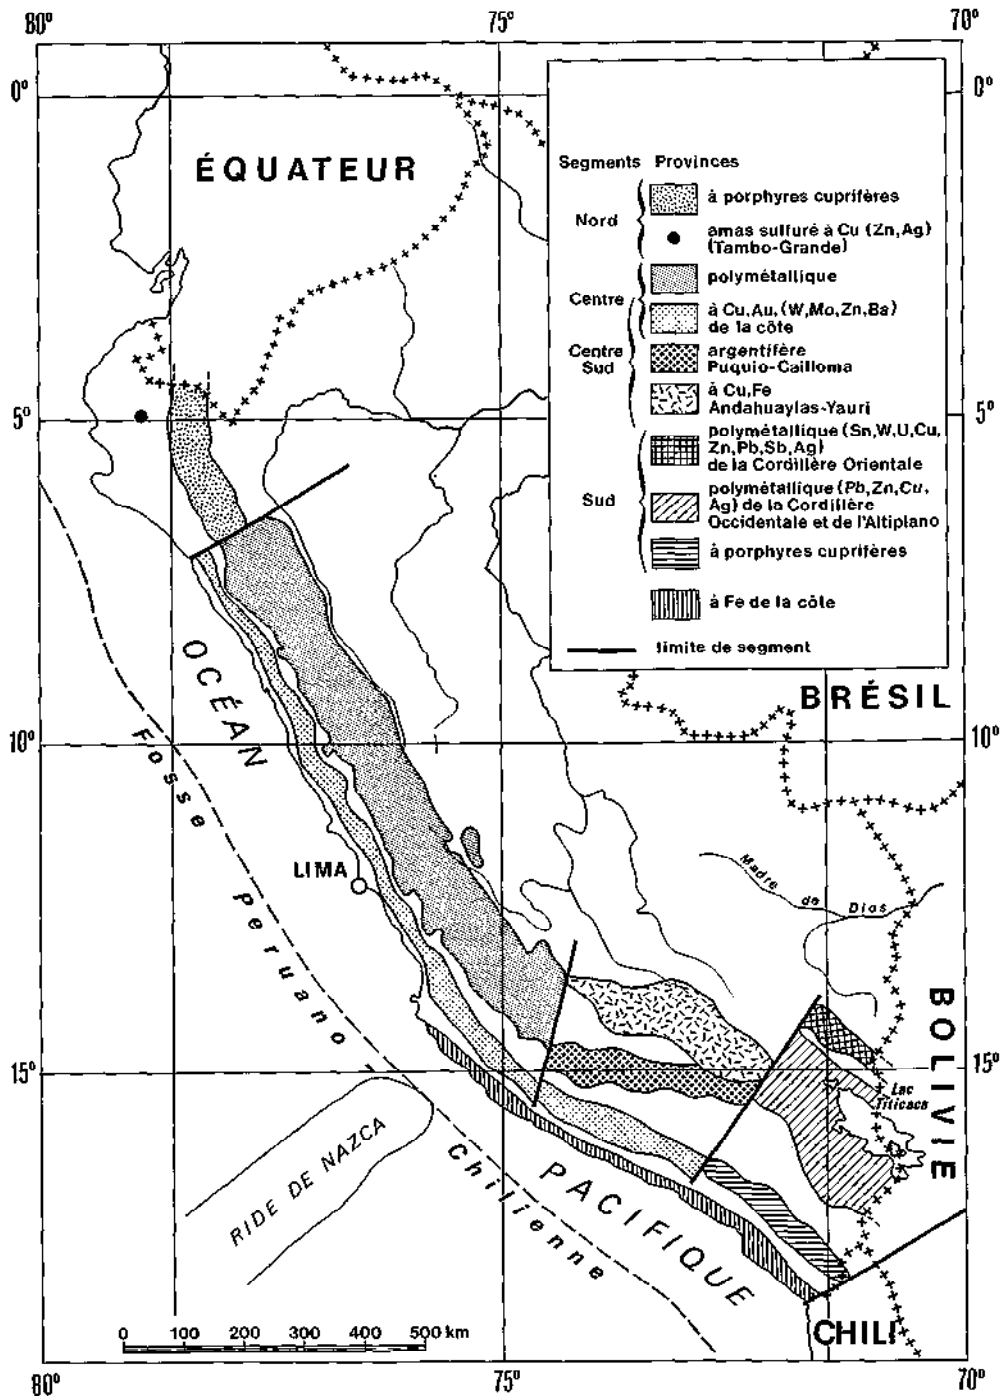 80°
75°
70°
0°
0°
ÉQUATEUR
Segments Provinces
Nord
à porphyres cuprifères
amas sulfuré à Cu (Zn,Ag)
(Tambo-Grande)
Centre
polymétallique
à Cu,Au,(W,Mo,Zn,Ba)
de la côte
Centre
Sud
argentifère
Puquio-Cailloma
à Cu,Fe
Andahuaylas-Yauri
Sud
polymétallique (Sn,W,U,Cu,
Zn,Pb,Sb,Ag)
de la Cordillère Orientale
polymétallique (Pb,Zn,Cu,
Ag) de la Cordillère
Occidentale et de l'Altiplano
à porphyres cuprifères
à Fe de la côte
limite de segment
5°
5°
BRÉSIL
OCÉAN
10°
10°
Fosse
LIMA
Madre
de
Dios
Peruano
BOLIVIE
15°
15°
Lac
Titicaca
RIDE DE NAZCA
Chilienne
PACIFIQUE
CHILI
0 100 200 300 400 500 km
80°
75°
70°